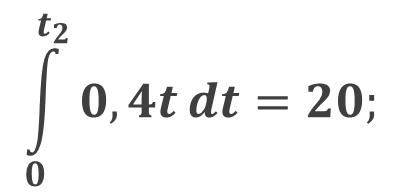 ∫₀^{t₂} 0,4t dt = 20;